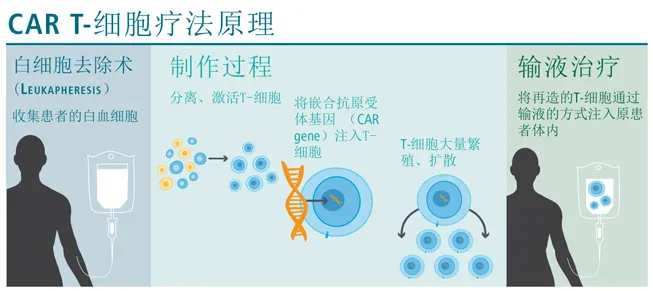 CAR T-细胞疗法原理
白细胞去除术
(LEUKAPHERESIS)
收集患者的白血细胞
制作过程
分离、激活T-细胞
将嵌合抗原受
体基因 （CAR
gene）注入T-
细胞
T-细胞大量繁
殖、扩散
输液治疗
将再造的T-细胞通过
输液的方式注入原患
者体内